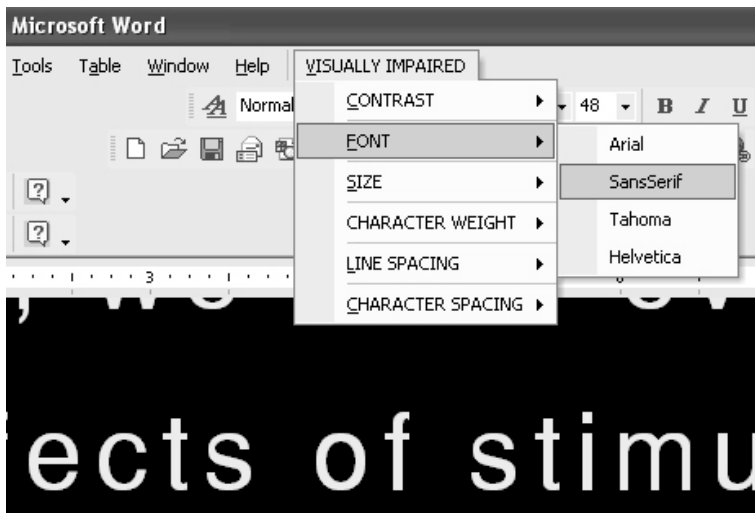 Microsoft Word
Tools Table Window Help VISUALLY IMPAIRED
CONTRAST
Normal 48 B I U
FONT
Arial
SIZE
SansSerif
CHARACTER WEIGHT
Tahoma
LINE SPACING
Helvetica
3
CHARACTER SPACING
ects of stimu